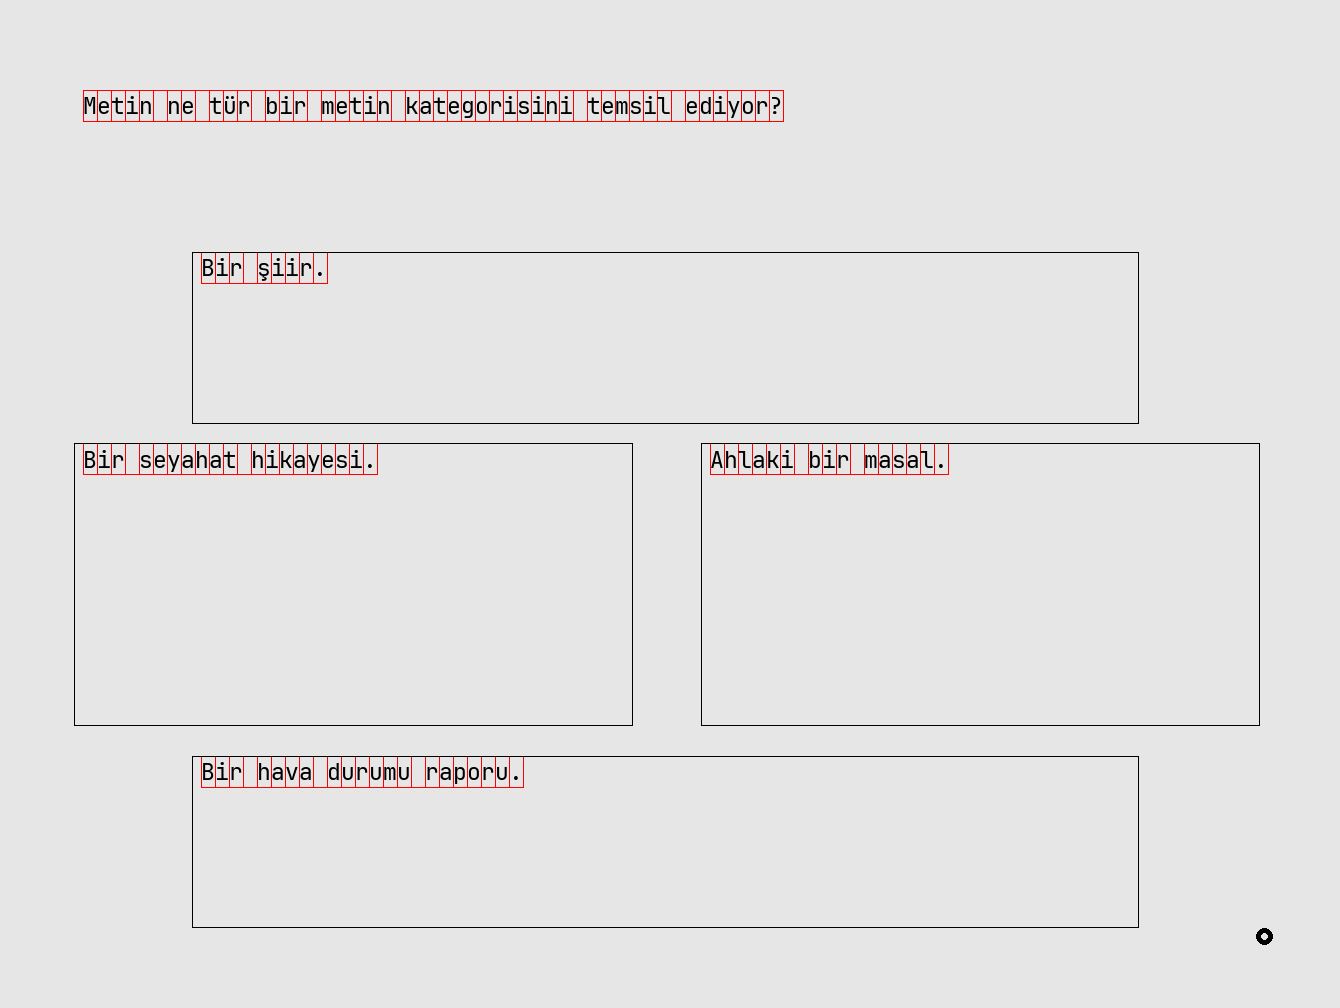 Metin ne tür bir metin kategorisini temsil ediyor?
Bir şiir.
Bir seyahat hikayesi.
Ahlaki bir masal.
Bir hava durumu raporu.